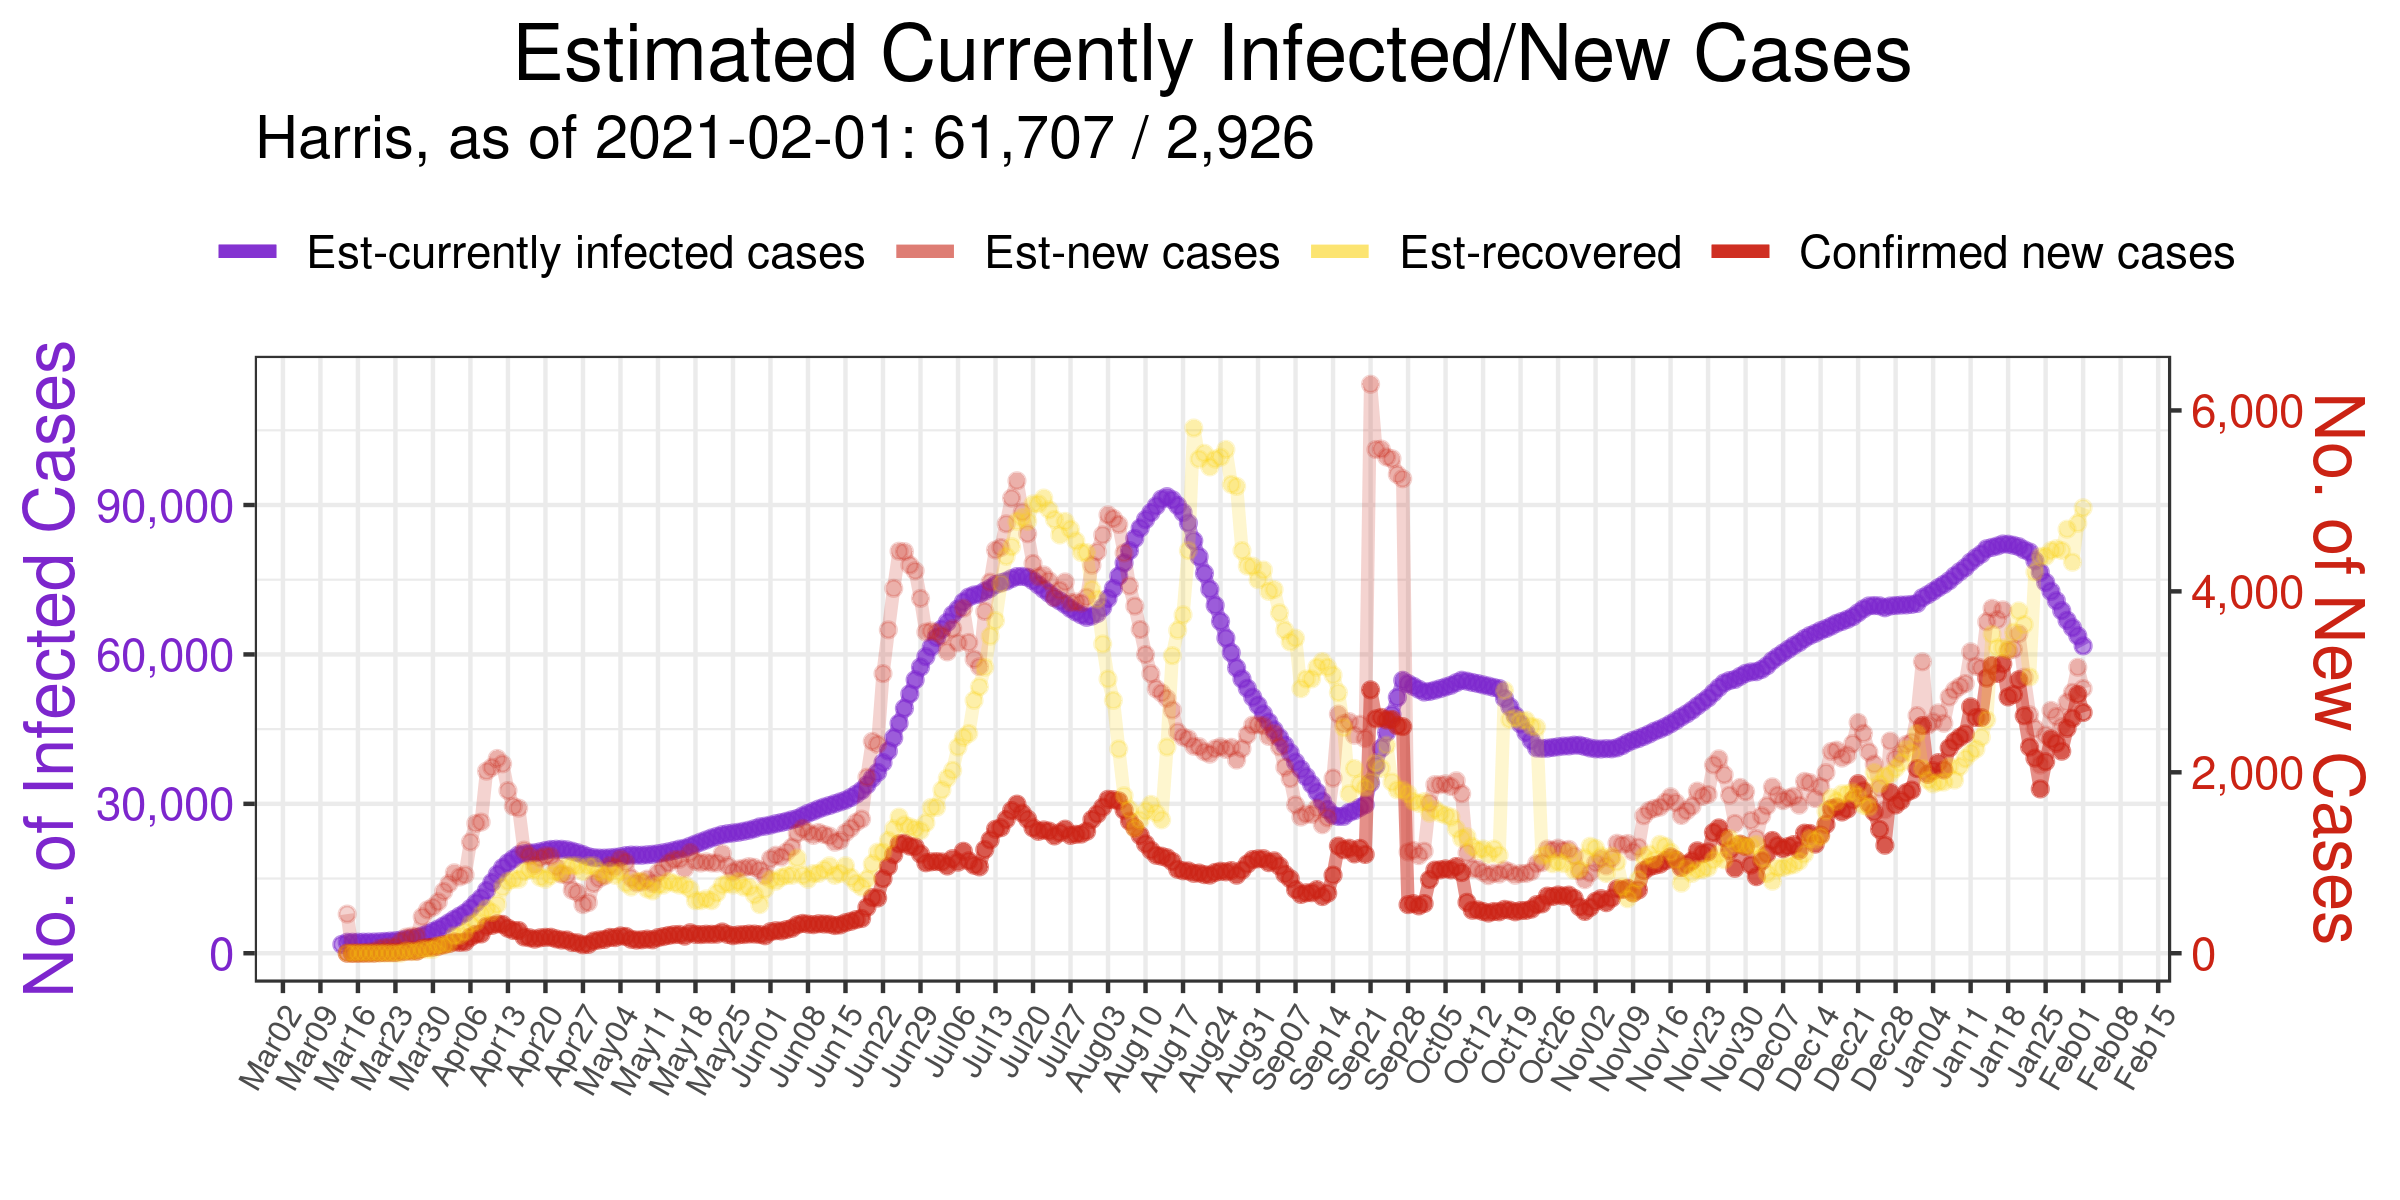 Estimated Currently Infected/New Cases
Harris, as of 2021-02-01: 61,707 / 2,926
Est-currently infected cases Est-new cases Est-recovered Confirmed new cases
No. of Infected Cases
90,000
60,000
30,000
0
6,000
4,000
2,000
0
No. of New Cases
Mar02 Mar09 Mar16 Mar23 Mar30 Apr06 Apr13 Apr20 Apr27 May04 May11 May18 May25 Jun01 Jun08 Jun15 Jun22 Jun29 Jul06 Jul13 Jul20 Jul27 Aug03 Aug10 Aug17 Aug24 Aug31 Sep07 Sep14 Sep21 Sep28 Oct05 Oct12 Oct19 Oct26 Nov02 Nov09 Nov16 Nov23 Nov30 Dec07 Dec14 Dec21 Dec28 Jan04 Jan11 Jan18 Jan25 Feb01 Feb08 Feb15